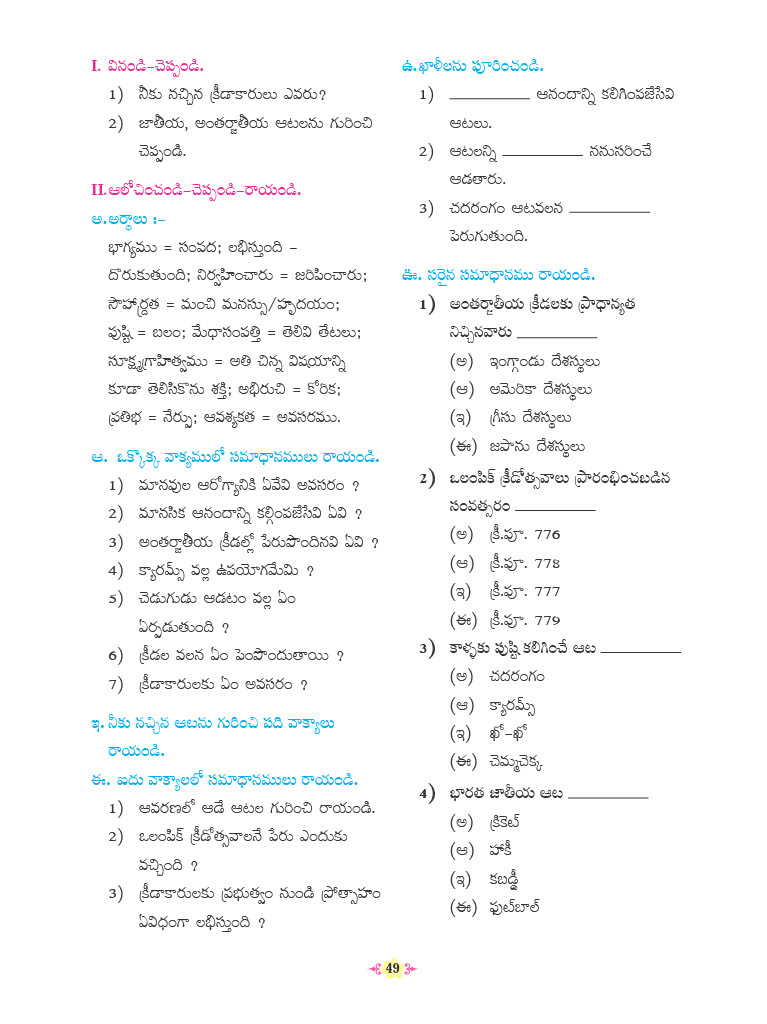 I. వినండి-చెప్పండి.
1) నీకు నచ్చిన క్రీడాకారులు ఎవరు?
2) జాతీయ, అంతర్జాతీయ ఆటలను గురించి
చెప్పండి.
II.ఆలోచించండి-చెప్పండి-రాయండి.
అ.అర్థాలు :-
భాగ్యము = సంపద; లభిస్తుంది –
దొరుకుతుంది; నిర్వహించారు = జరిపించారు;
సౌహార్ద్రత = మంచి మనస్సు/హృదయం;
పుష్టి = బలం; మేధాసంపత్తి = తెలివి తేటలు;
సూక్ష్మగ్రాహిత్వము = అతి చిన్న విషయాన్ని
కూడా తెలిసికొను శక్తి; అభిరుచి = కోరిక;
ప్రతిభ = నేర్పు; ఆవశ్యకత = అవసరము.
ఆ. ఒక్కొక్క వాక్యములో సమాధానములు రాయండి.
1) మానవుల ఆరోగ్యానికి ఏవేవి అవసరం ?
2) మానసిక ఆనందాన్ని కల్గింపజేసేవి ఏవి ?
3) అంతర్జాతీయ క్రీడల్లో పేరుపొందినవి ఏవి ?
4) క్యారమ్స్ వల్ల ఉపయోగమేమి ?
5) చెడుగుడు ఆడటం వల్ల ఏం
ఏర్పడుతుంది ?
6) క్రీడల వలన ఏం పెంపొందుతాయి ?
7) క్రీడాకారులకు ఏం అవసరం ?
ఇ. నీకు నచ్చిన ఆటను గురించి పది వాక్యాలు
రాయండి.
ఈ. ఐదు వాక్యాలలో సమాధానములు రాయండి.
1) ఆవరణలో ఆడే ఆటల గురించి రాయండి.
2) ఒలంపిక్ క్రీడోత్సవాలనే పేరు ఎందుకు
వచ్చింది ?
3) క్రీడాకారులకు ప్రభుత్వం నుండి ప్రోత్సాహం
ఏవిధంగా లభిస్తుంది ?
ఉ.ఖాళీలను పూరించండి.
1) __________ ఆనందాన్ని కలిగింపజేసేవి
ఆటలు.
2) ఆటలన్ని __________ ననుసరించే
ఆడతారు.
3) చదరంగం ఆటవలన __________
పెరుగుతుంది.
ఊ. సరైన సమాధానము రాయండి.
1) అంతర్జాతీయ క్రీడలకు ప్రాధాన్యత
నిచ్చినవారు __________
(అ) ఇంగ్గాండు దేశస్థులు
(ఆ) అమెరికా దేశస్థులు
(ఇ) గ్రీసు దేశస్థులు
(ఈ) జపాను దేశస్థులు
2) ఒలంపిక్ క్రీడోత్సవాలు ప్రారంభించబడిన
సంవత్సరం __________
(అ) క్రీ.పూ. 776
(ఆ) క్రీ.పూ. 778
(ఇ) క్రీ.పూ. 777
(ఈ) క్రీ.పూ. 779
3) కాళ్ళకు పుష్టి కలిగించే ఆట __________
(అ) చదరంగం
(ఆ) క్యారమ్స్
(ఇ) ఖో-ఖో
(ఈ) చెమ్మచెక్క
4) భారత జాతీయ ఆట __________
(అ) క్రికెట్
(ఆ) హాకీ
(ఇ) కబడ్డీ
(ఈ) ఫుట్‌బాల్
49